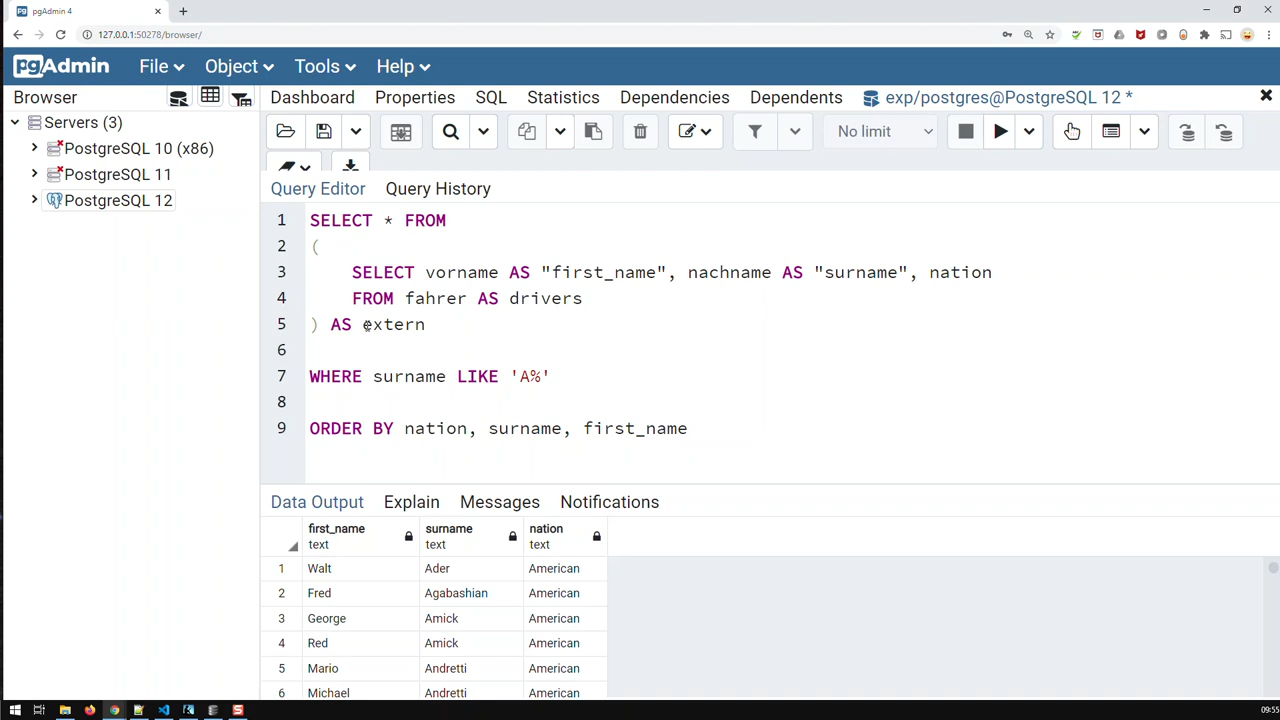 pgAdmin 4
127.0.0.1:50278/browser/
pgAdmin File Object Tools Help
Browser Dashboard Properties SQL Statistics Dependencies Dependents exp/postgres@PostgreSQL 12 *
Servers (3)
PostgreSQL 10 (x86)
PostgreSQL 11
PostgreSQL 12
No limit
Query Editor Query History
1 SELECT * FROM
2 (
3 SELECT vorname AS "first_name", nachname AS "surname", nation
4 FROM fahrer AS drivers
5 ) AS extern
6
7 WHERE surname LIKE 'A%'
8
9 ORDER BY nation, surname, first_name
Data Output Explain Messages Notifications
first_name surname nation
text text text
1 Walt Ader American
2 Fred Agabashian American
3 George Amick American
4 Red Amick American
5 Mario Andretti American
6 Michael Andretti American
09:55